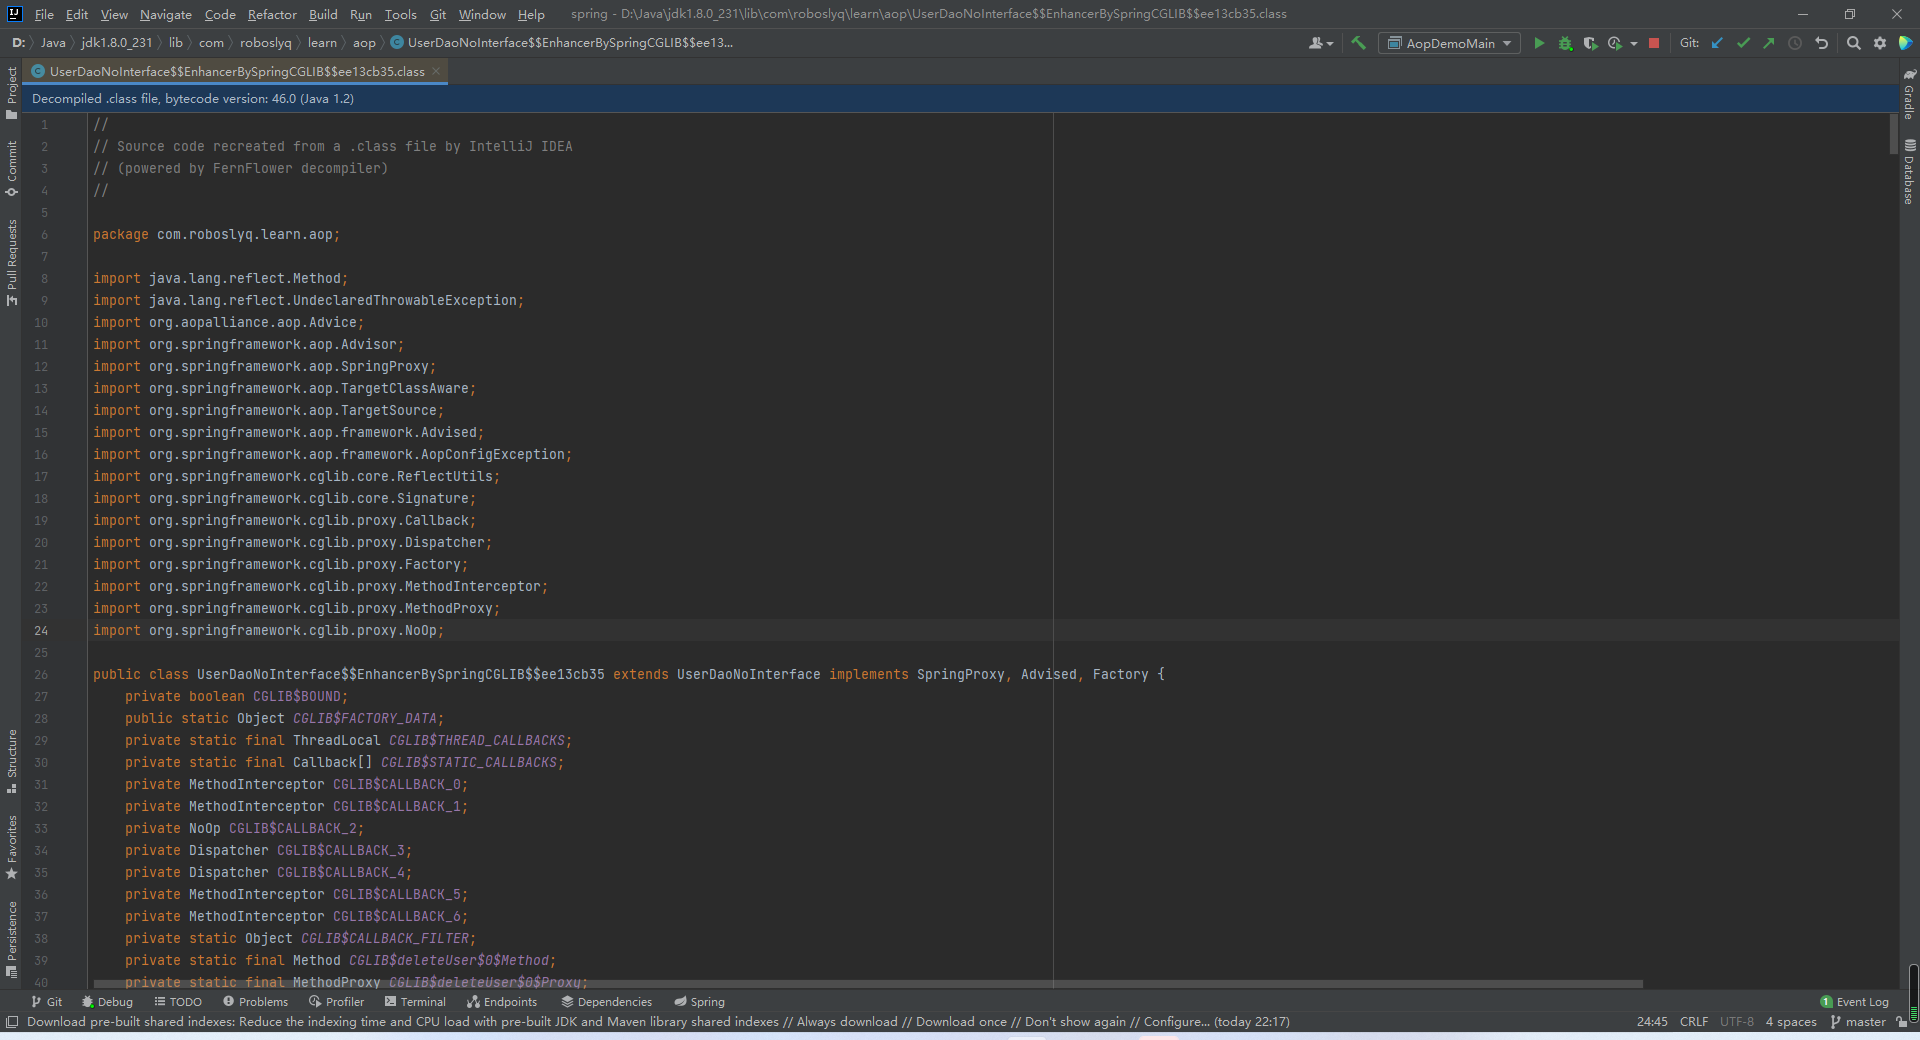 File Edit View Navigate Code Refactor Build Run Tools Git Window Help spring - D:\Java\jdk1.8.0_231\lib\com\roboslyq\learn\aop\UserDaoNoInterface$$EnhancerBySpringCGLIB$$ee13cb35.class
D: Java jdk1.8.0_231 lib com roboslyq learn aop UserDaoNoInterface$$EnhancerBySpringCGLIB$$ee13... AopDemoMain Git:
UserDaoNoInterface$$EnhancerBySpringCGLIB$$ee13cb35.class
Decompiled .class file, bytecode version: 46.0 (Java 1.2)
Project
Commit
Pull Requests
Structure
Favorites
Persistence
1 //
2 // Source code recreated from a .class file by IntelliJ IDEA
3 // (powered by FernFlower decompiler)
4 //
5
6 package com.roboslyq.learn.aop;
7
8 import java.lang.reflect.Method;
9 import java.lang.reflect.UndeclaredThrowableException;
10 import org.aopalliance.aop.Advice;
11 import org.springframework.aop.Advisor;
12 import org.springframework.aop.SpringProxy;
13 import org.springframework.aop.TargetClassAware;
14 import org.springframework.aop.TargetSource;
15 import org.springframework.aop.framework.Advised;
16 import org.springframework.aop.framework.AopConfigException;
17 import org.springframework.cglib.core.ReflectUtils;
18 import org.springframework.cglib.core.Signature;
19 import org.springframework.cglib.proxy.Callback;
20 import org.springframework.cglib.proxy.Dispatcher;
21 import org.springframework.cglib.proxy.Factory;
22 import org.springframework.cglib.proxy.MethodInterceptor;
23 import org.springframework.cglib.proxy.MethodProxy;
24 import org.springframework.cglib.proxy.NoOp;
25
26 public class UserDaoNoInterface$$EnhancerBySpringCGLIB$$ee13cb35 extends UserDaoNoInterface implements SpringProxy, Advised, Factory {
27 private boolean CGLIB$BOUND;
28 public static Object CGLIB$FACTORY_DATA;
29 private static final ThreadLocal CGLIB$THREAD_CALLBACKS;
30 private static final Callback[] CGLIB$STATIC_CALLBACKS;
31 private MethodInterceptor CGLIB$CALLBACK_0;
32 private MethodInterceptor CGLIB$CALLBACK_1;
33 private NoOp CGLIB$CALLBACK_2;
34 private Dispatcher CGLIB$CALLBACK_3;
35 private Dispatcher CGLIB$CALLBACK_4;
36 private MethodInterceptor CGLIB$CALLBACK_5;
37 private MethodInterceptor CGLIB$CALLBACK_6;
38 private static Object CGLIB$CALLBACK_FILTER;
39 private static final Method CGLIB$deleteUser$0$Method;
40 private static final MethodProxy CGLIB$deleteUser$0$Proxy;
Gradle
Database
Git Debug TODO Problems Profiler Terminal Endpoints Dependencies Spring 1 Event Log
Download pre-built shared indexes: Reduce the indexing time and CPU load with pre-built JDK and Maven library shared indexes // Always download // Download once // Don't show again // Configure... (today 22:17) 24:45 CRLF UTF-8 4 spaces master